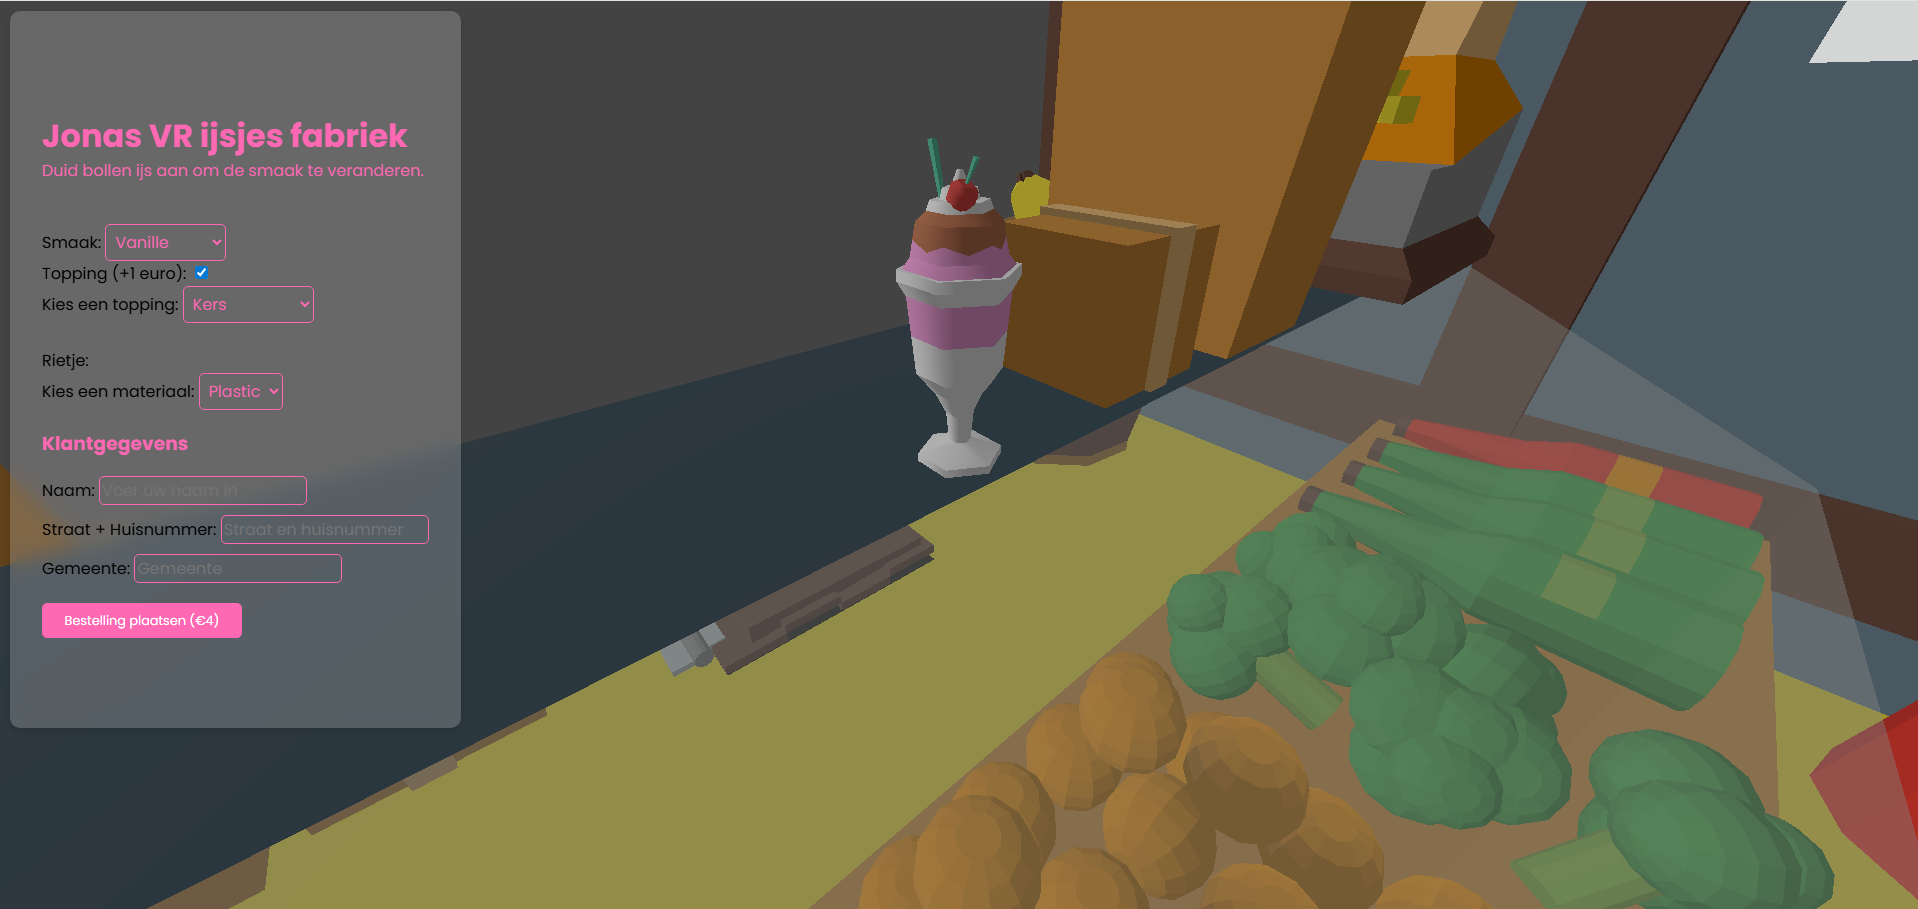 Jonas VR ijsjes fabriek
Duid bollen ijs aan om de smaak te veranderen.
Smaak: Vanille
Topping (+1 euro):
Kies een topping: Kers
Rietje:
Kies een materiaal: Plastic
Klantgegevens
Naam: Voer uw naam in
Straat + Huisnummer: Straat en huisnummer
Gemeente: Gemeente
Bestelling plaatsen (€4)